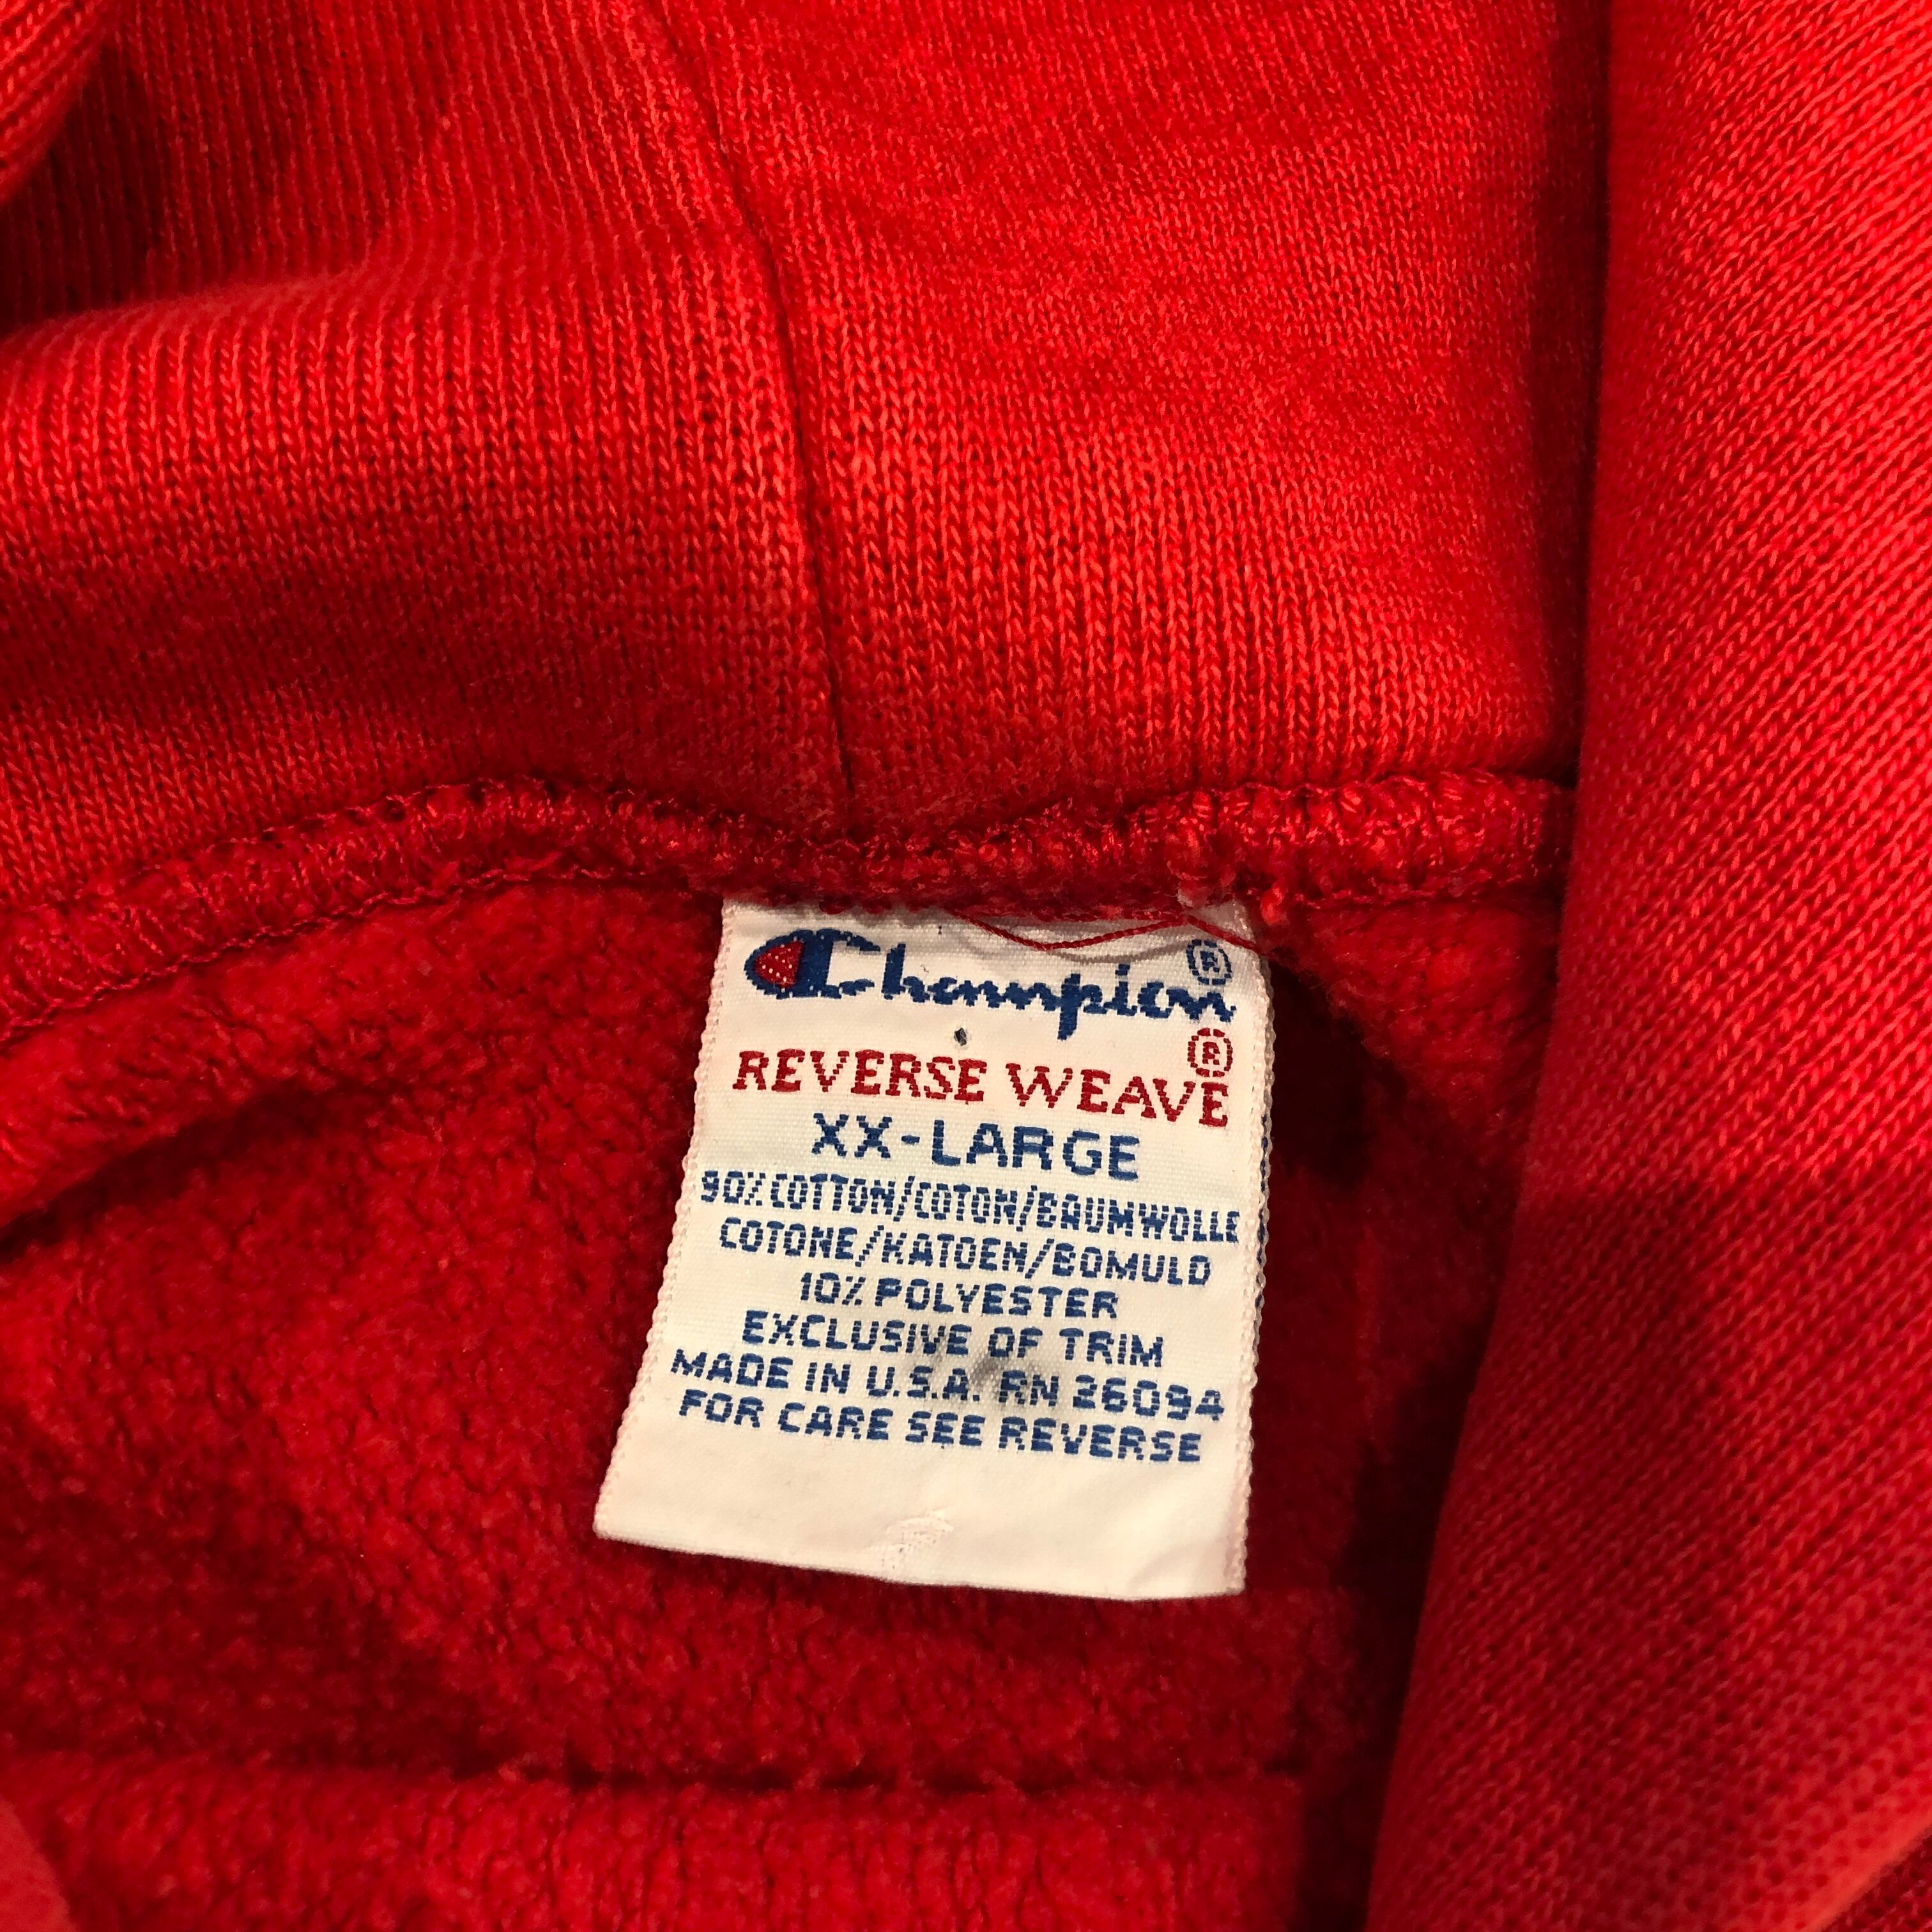 Champion®
REVERSE WEAVE®
XX-LARGE
90% COTTON/COTON/BAUMWOLLE
COTONE/KATOEN/BOMULD
10% POLYESTER
EXCLUSIVE OF TRIM
MADE IN U.S.A. RN 26094
FOR CARE SEE REVERSE